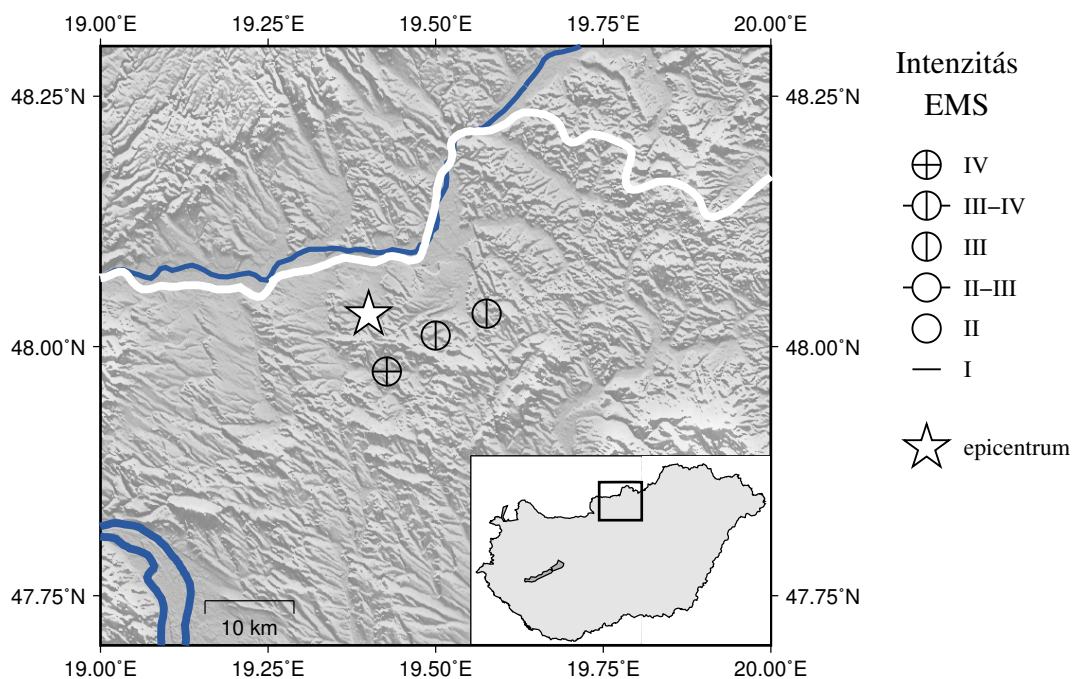 19.00˚E 19.25˚E 19.50˚E 19.75˚E 20.00˚E
48.25˚N 48.25˚N
48.00˚N 48.00˚N
47.75˚N 47.75˚N
10 km
19.00˚E 19.25˚E 19.50˚E 19.75˚E 20.00˚E
Intenzitás
EMS
IV
III–IV
III
II–III
II
I
epicentrum